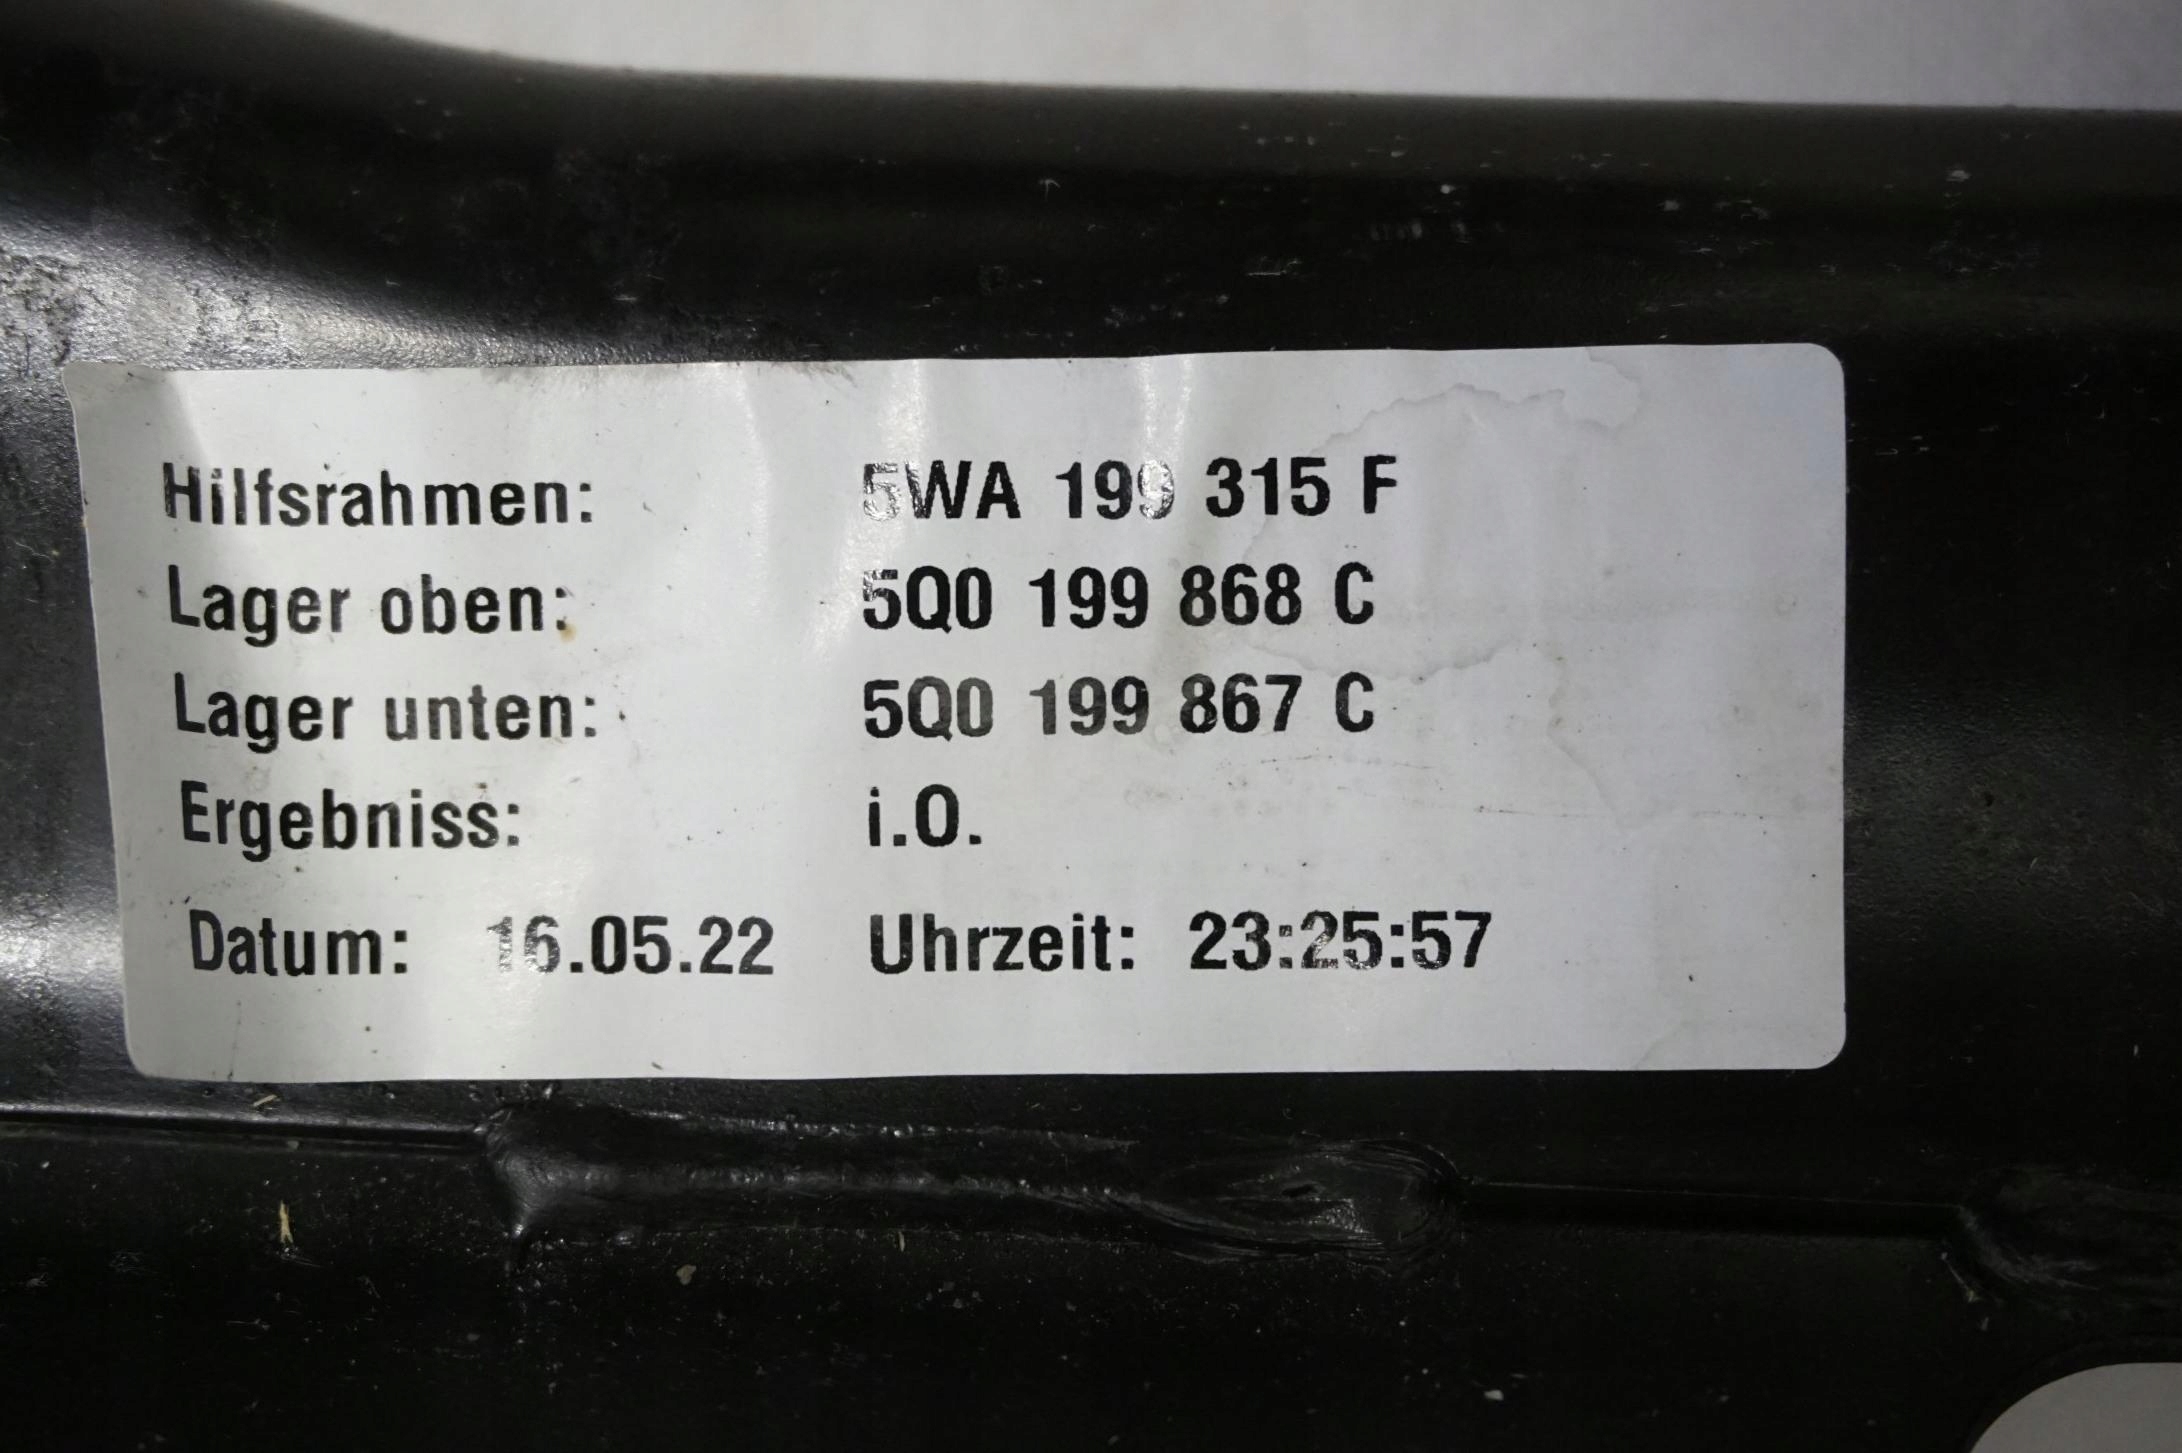 Hilfsrahmen: 5WA 199 315 F
Lager oben: 5Q0 199 868 C
Lager unten: 5Q0 199 867 C
Ergebniss: i.O.
Datum: 16.05.22 Uhrzeit: 23:25:57